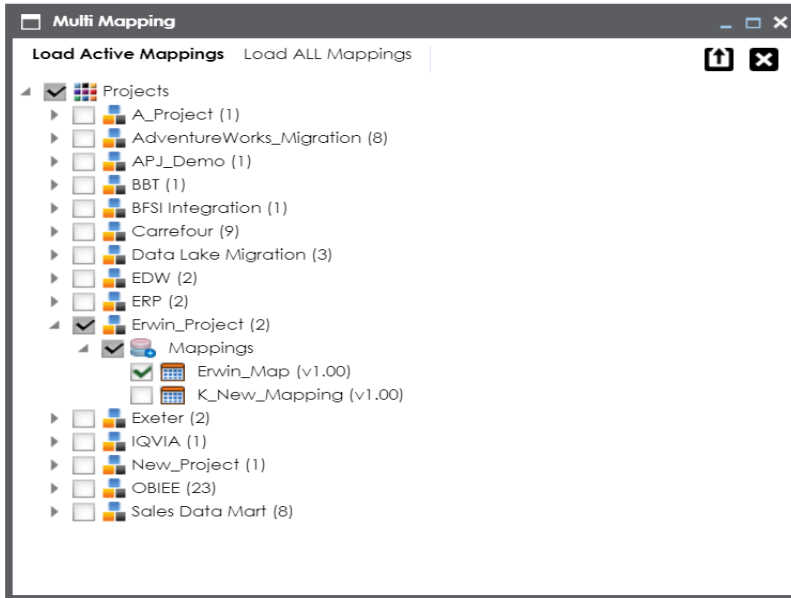 Multi Mapping
Load Active Mappings Load ALL Mappings
Projects
A_Project (1)
AdventureWorks_Migration (8)
APJ_Demo (1)
BBT (1)
BFSI Integration (1)
Carrefour (9)
Data Lake Migration (3)
EDW (2)
ERP (2)
Erwin_Project (2)
Mappings
Erwin_Map (v1.00)
K_New_Mapping (v1.00)
Exeter (2)
IQVIA (1)
New_Project (1)
OBIEE (23)
Sales Data Mart (8)